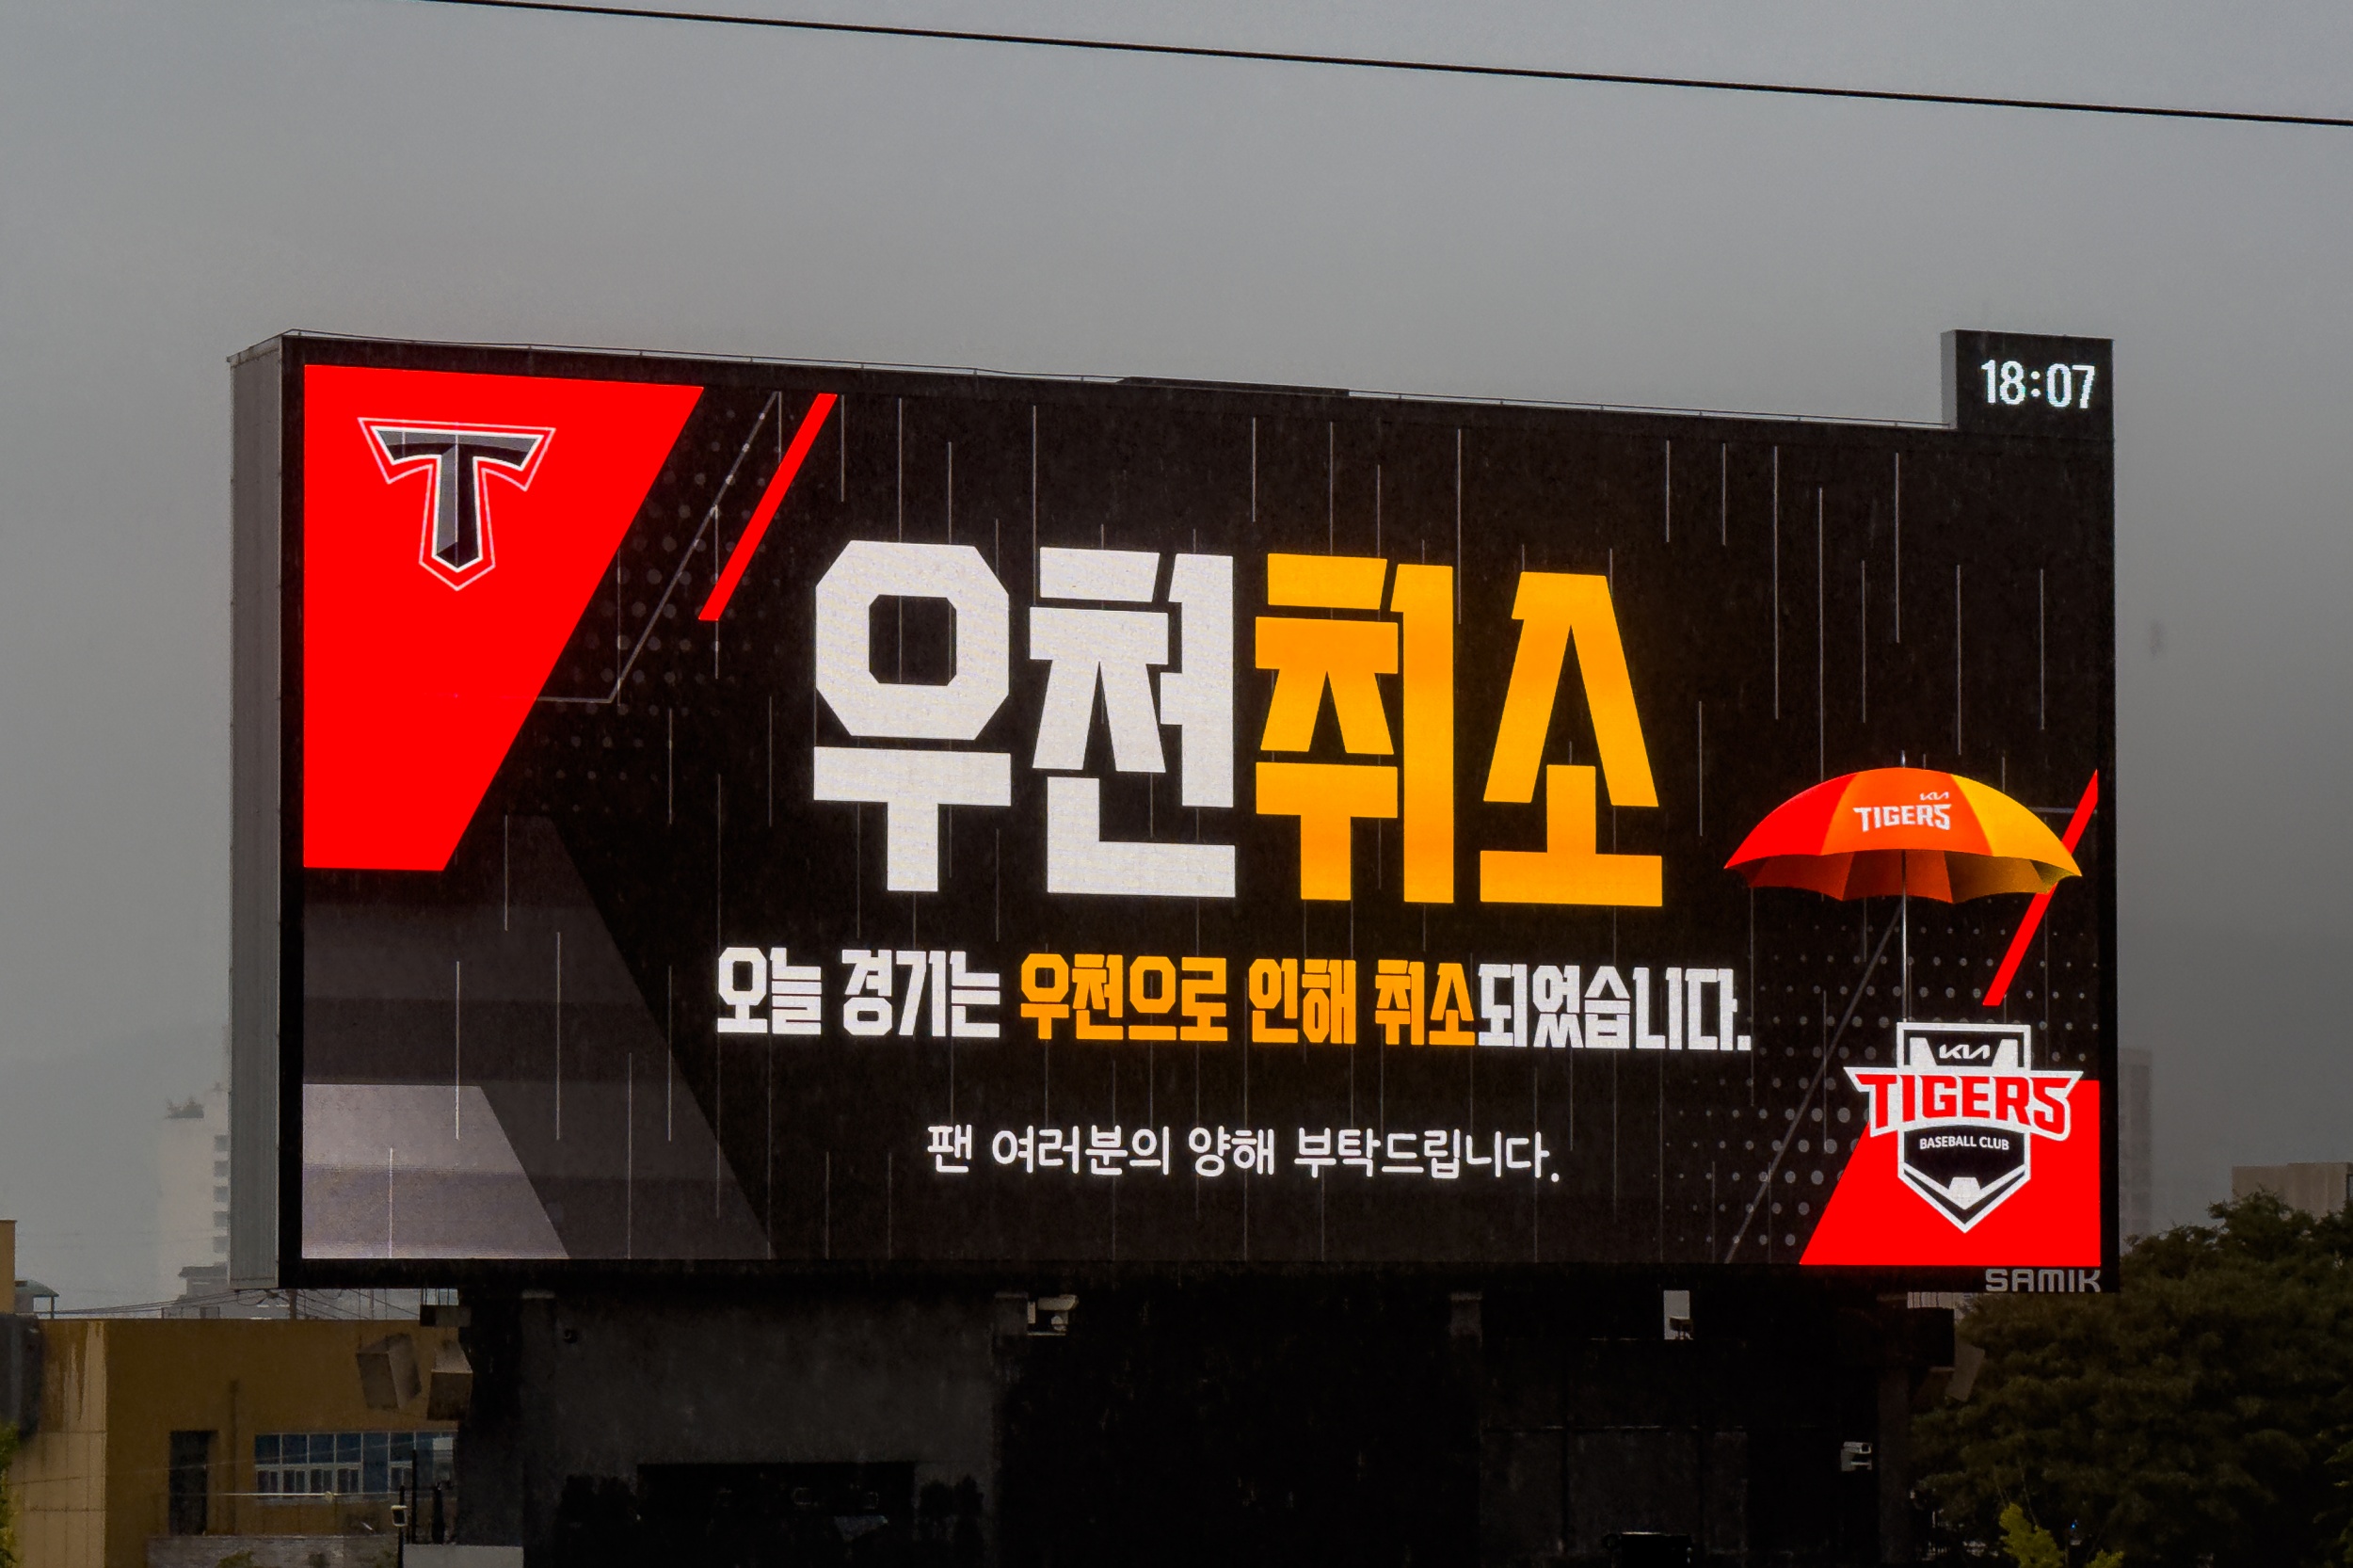 18:07
T
우천취소
KIA
TIGERS
오늘 경기는 우천으로 인해 취소되었습니다.
KIA
TIGERS
BASEBALL CLUB
팬 여러분의 양해 부탁드립니다.
SAMIK